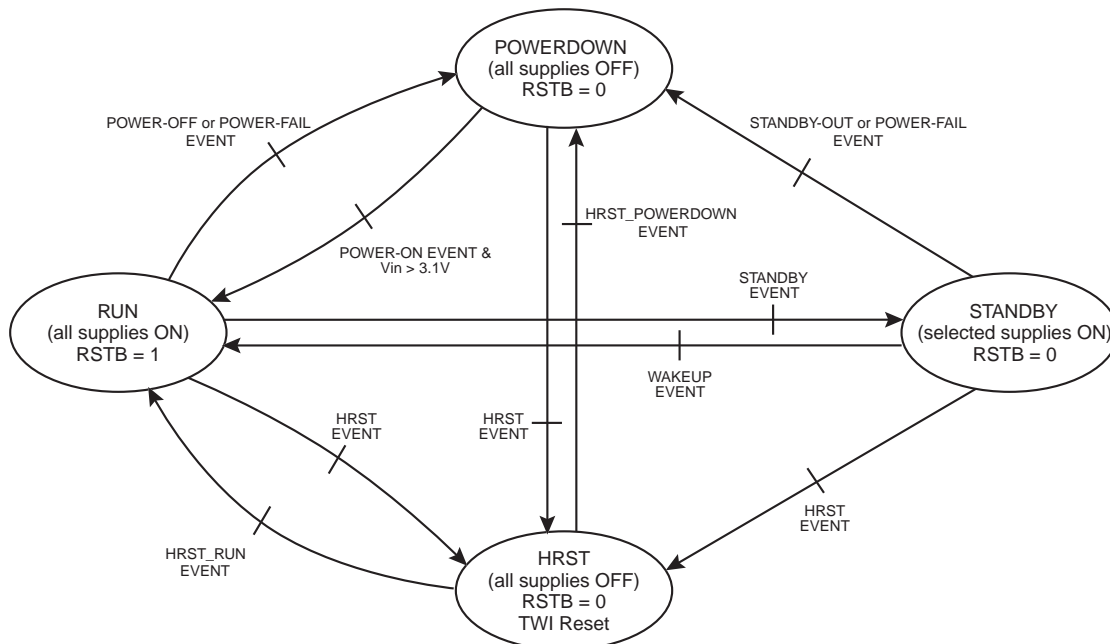 POWERDOWN
(all supplies OFF)
RSTB = 0
POWER-OFF or POWER-FAIL
EVENT
STANDBY-OUT or POWER-FAIL
EVENT
HRST_POWERDOWN
EVENT
POWER-ON EVENT &
Vin > 3.1V
RUN
(all supplies ON)
RSTB = 1
STANDBY
EVENT
STANDBY
(selected supplies ON)
RSTB = 0
WAKEUP
EVENT
HRST
EVENT
HRST
EVENT
HRST
EVENT
HRST_RUN
EVENT
HRST
(all supplies OFF)
RSTB = 0
TWI Reset